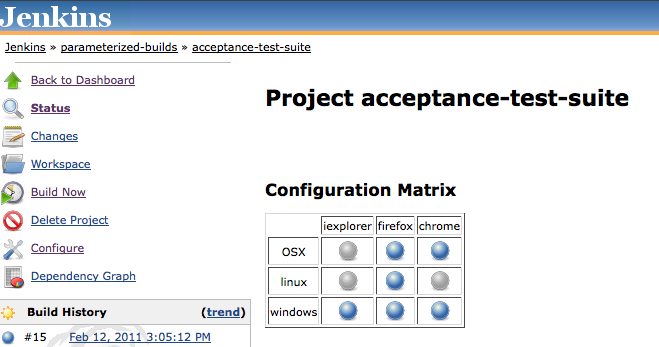 Jenkins
Jenkins » parameterized-builds » acceptance-test-suite
Back to Dashboard
Status
Changes
Workspace
Build Now
Delete Project
Configure
Dependency Graph
Build History (trend)
#15 Feb 12, 2011 3:05:12 PM
Project acceptance-test-suite
Configuration Matrix
iexplorer firefox chrome
OSX
linux
windows